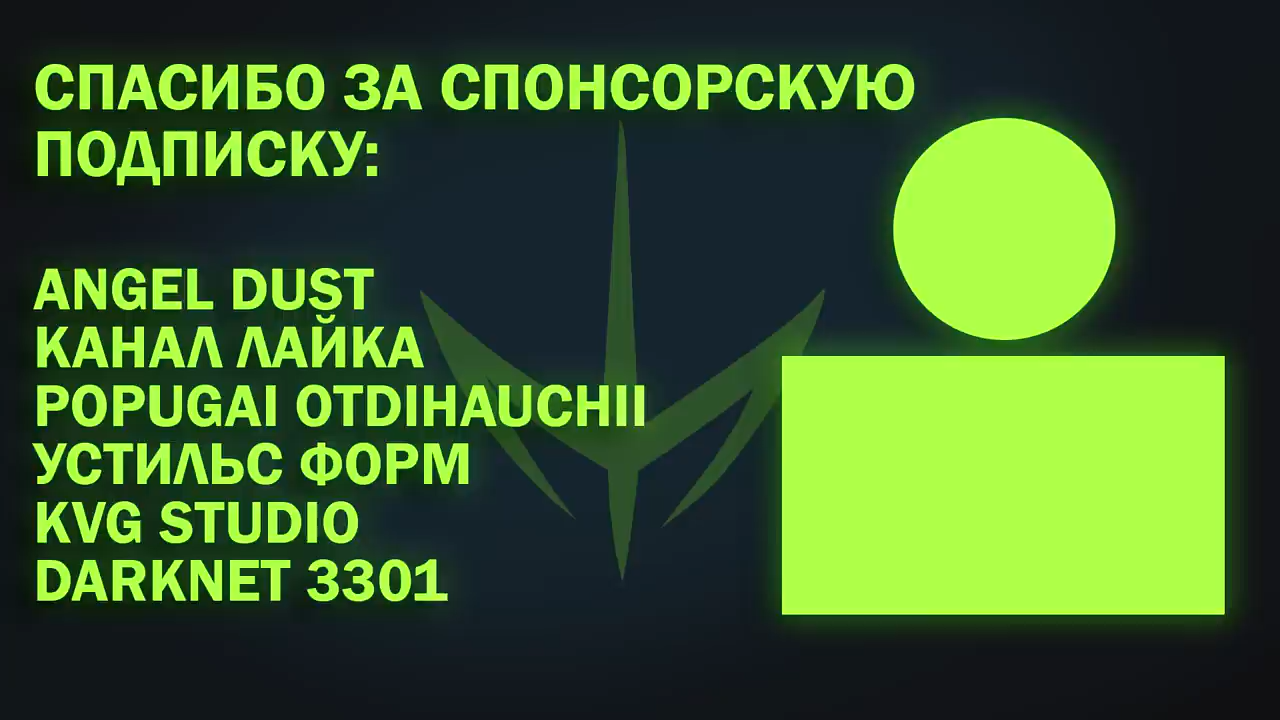 СПАСИБО ЗА СПОНСОРСКУЮ
ПОДПИСКУ:
ANGEL DUST
КАНАЛ ЛАЙКА
POPUGAI OTDIHAUCHII
УСТИЛЬС ФОРМ
KVG STUDIO
DARKNET 3301